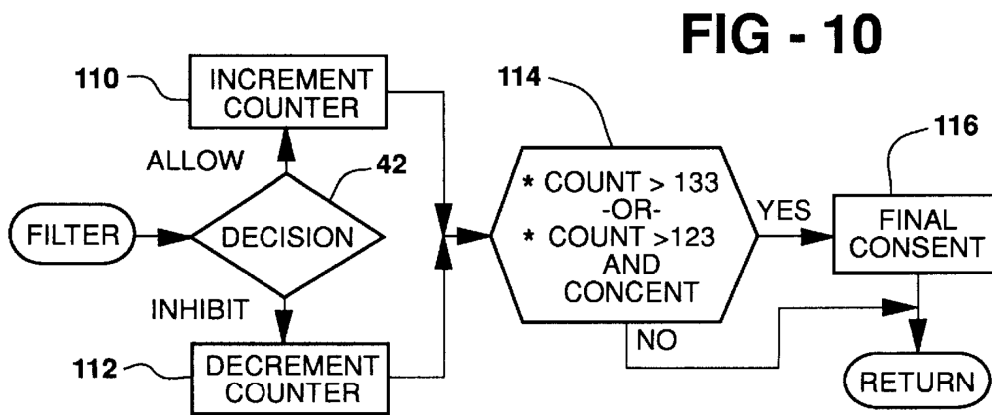 FIG - 10
110
INCREMENT
COUNTER
114
116
ALLOW
42
* COUNT > 133
-OR-
* COUNT >123
AND
CONCENT
YES
FINAL
CONSENT
FILTER
DECISION
INHIBIT
NO
112
DECREMENT
COUNTER
RETURN